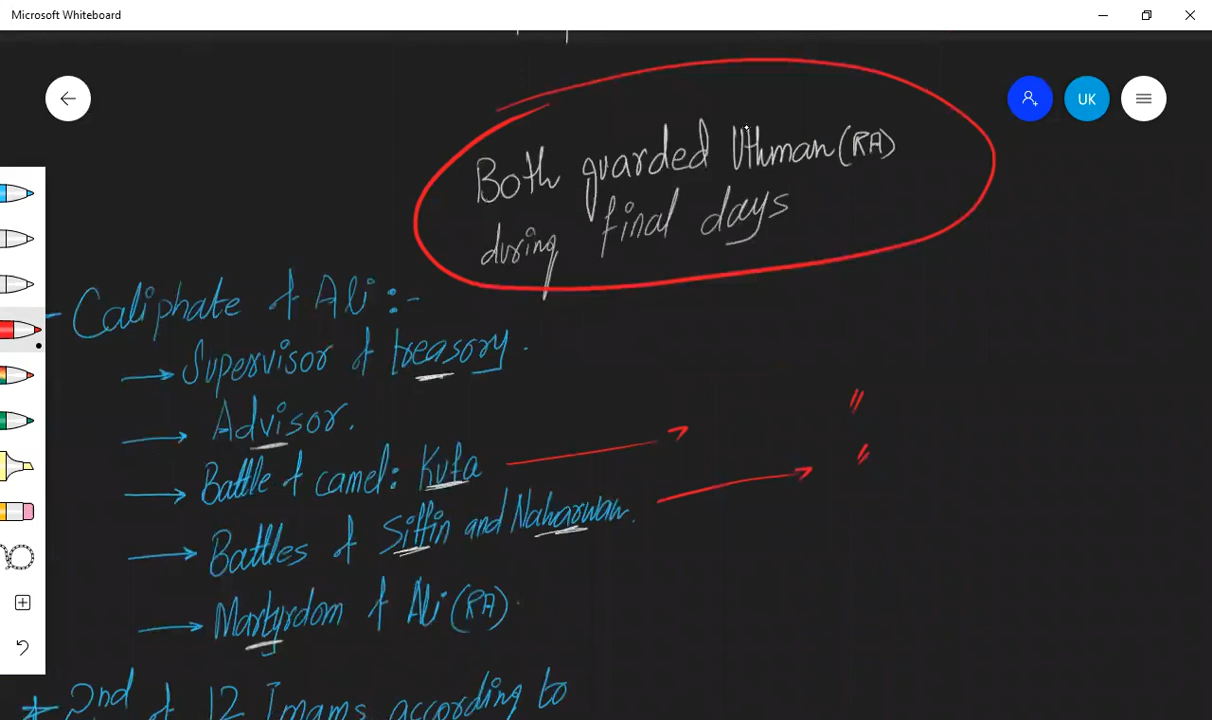 Microsoft Whiteboard
UK
Both guarded Uthman (RA)
during final days
- Caliphate of Ali :-
→ Supervisor of treasory.
→ Advisor.
→ Battle of camel: Kufa
→ Battles of Siffin and Naharwan.
→ Martyrdom of Ali (RA).
* 2nd of 12 Imams according to